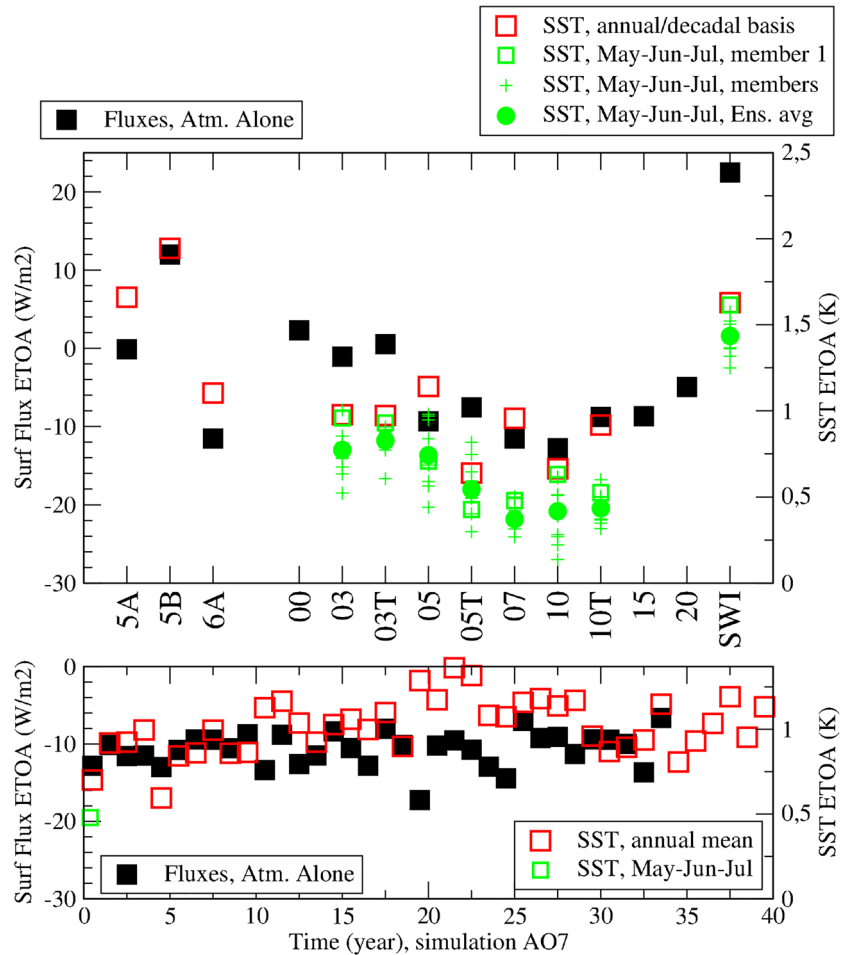 SST, annual/decadal basis
SST, May-Jun-Jul, member 1
SST, May-Jun-Jul, members
SST, May-Jun-Jul, Ens. avg
Fluxes, Atm. Alone
20
10
0
-10
-20
-30
Surf Flux ETOA (W/m2)
2,5
2
1,5
1
0,5
0
SST ETOA (K)
5A 5B 6A 00 03 03T 05 05T 07 10 10T 15 20 SWI
0
-10
-20
-30
Surf Flux ETOA (W/m2)
1
0,5
0
SST ETOA (K)
SST, annual mean
SST, May-Jun-Jul
Fluxes, Atm. Alone
0 5 10 15 20 25 30 35 40
Time (year), simulation AO7